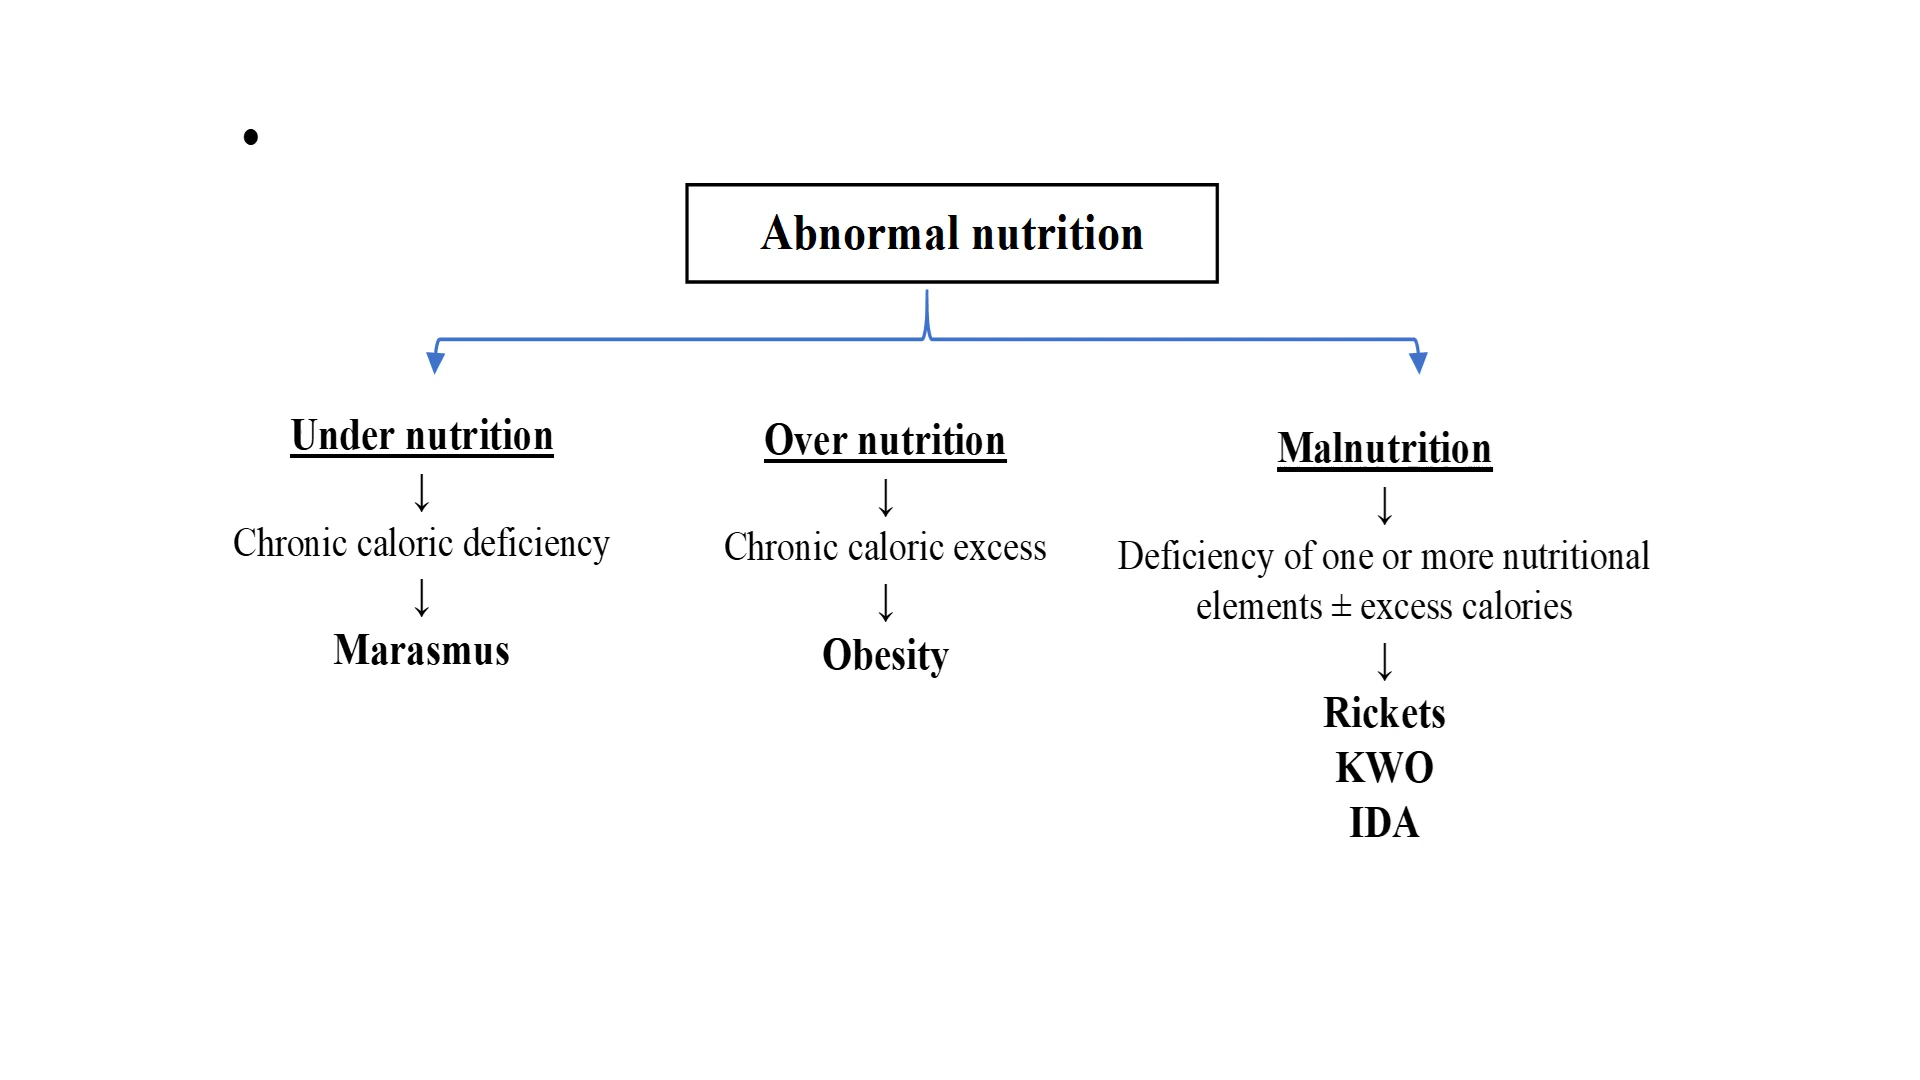 •
Abnormal nutrition
Under nutrition
↓
Chronic caloric deficiency
↓
Marasmus
Over nutrition
↓
Chronic caloric excess
↓
Obesity
Malnutrition
↓
Deficiency of one or more nutritional
elements ± excess calories
↓
Rickets
KWO
IDA